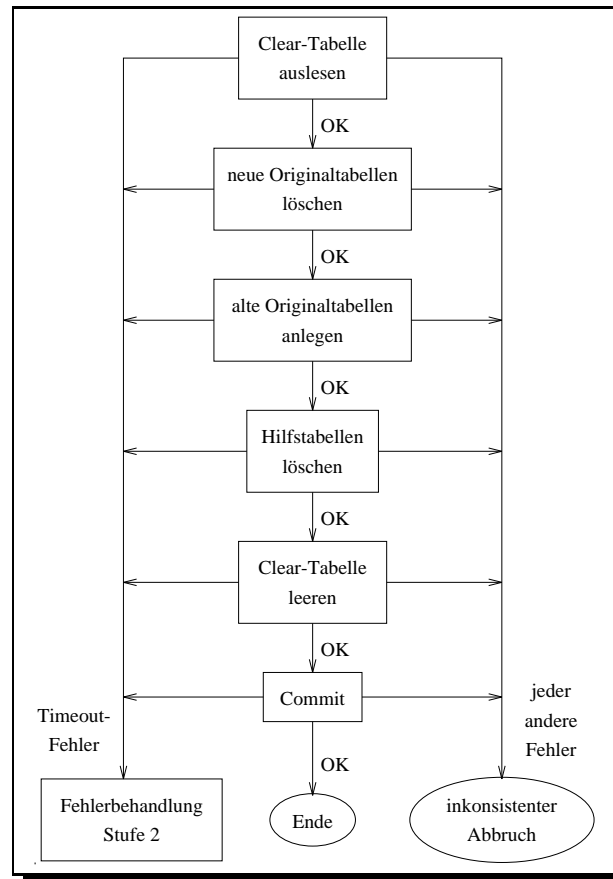 Clear-Tabelle
auslesen
OK
neue Originaltabellen
löschen
OK
alte Originaltabellen
anlegen
OK
Hilfstabellen
löschen
OK
Clear-Tabelle
leeren
OK
Commit
Timeout-
Fehler
jeder
andere
Fehler
OK
Fehlerbehandlung
Stufe 2
Ende
inkonsistenter
Abbruch